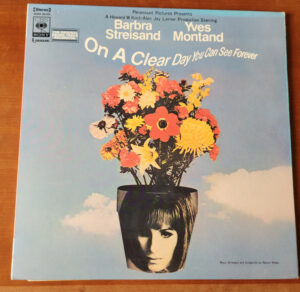 [Stereo]
Paramount Pictures Presents
A Howard W. Koch-Alan Jay Lerner Production Starring
Barbra Streisand
Yves Montand
On A Clear Day You Can See Forever